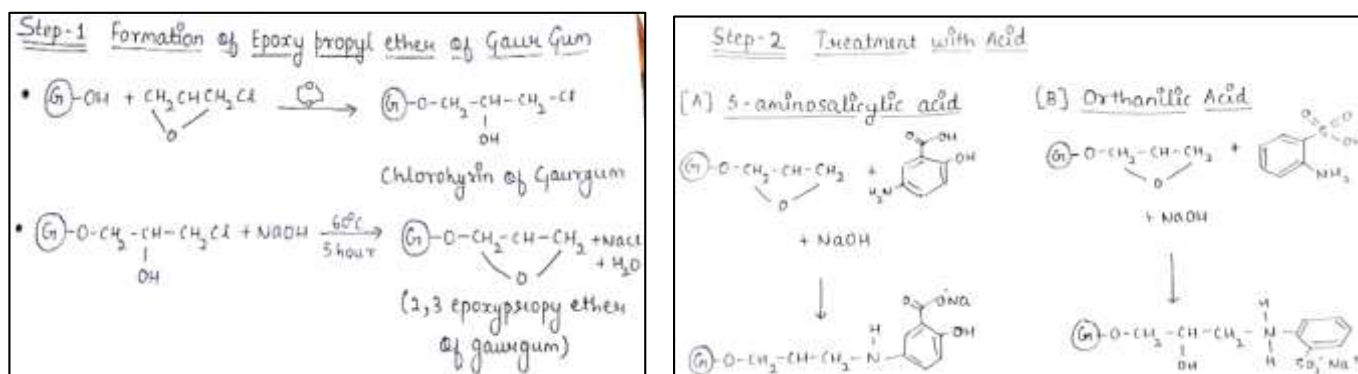 Step-1 Formation of Epoxy propyl ether of Gaur Gum
• G-OH + CH2CHCH2Cl → G-O-CH2-CH-CH2-Cl
O
OH
Chlorohyrin of Gaurgum
• G-O-CH2-CH-CH2Cl + NaOH 60°C → G-O-CH2-CH-CH2 + NaCl
5 hour
+ H2O
OH
O
(2,3 epoxypropy ether
of gaurgum)
Step-2 Treatment with Acid
[A] 5-aminosalicylic acid
G-O-CH2-CH-CH2 +
O
O OH
OH
H2N
+ NaOH
↓
G-O-CH2-CH-CH2-N
H
O O⁻Na
OH
[B] Orthanilic Acid
G-O-CH2-CH-CH2 +
O
O S O
OH
NH2
+ NaOH
↓
G-O-CH2-CH-CH2-N
OH
H
H
SO3⁻Na⁺